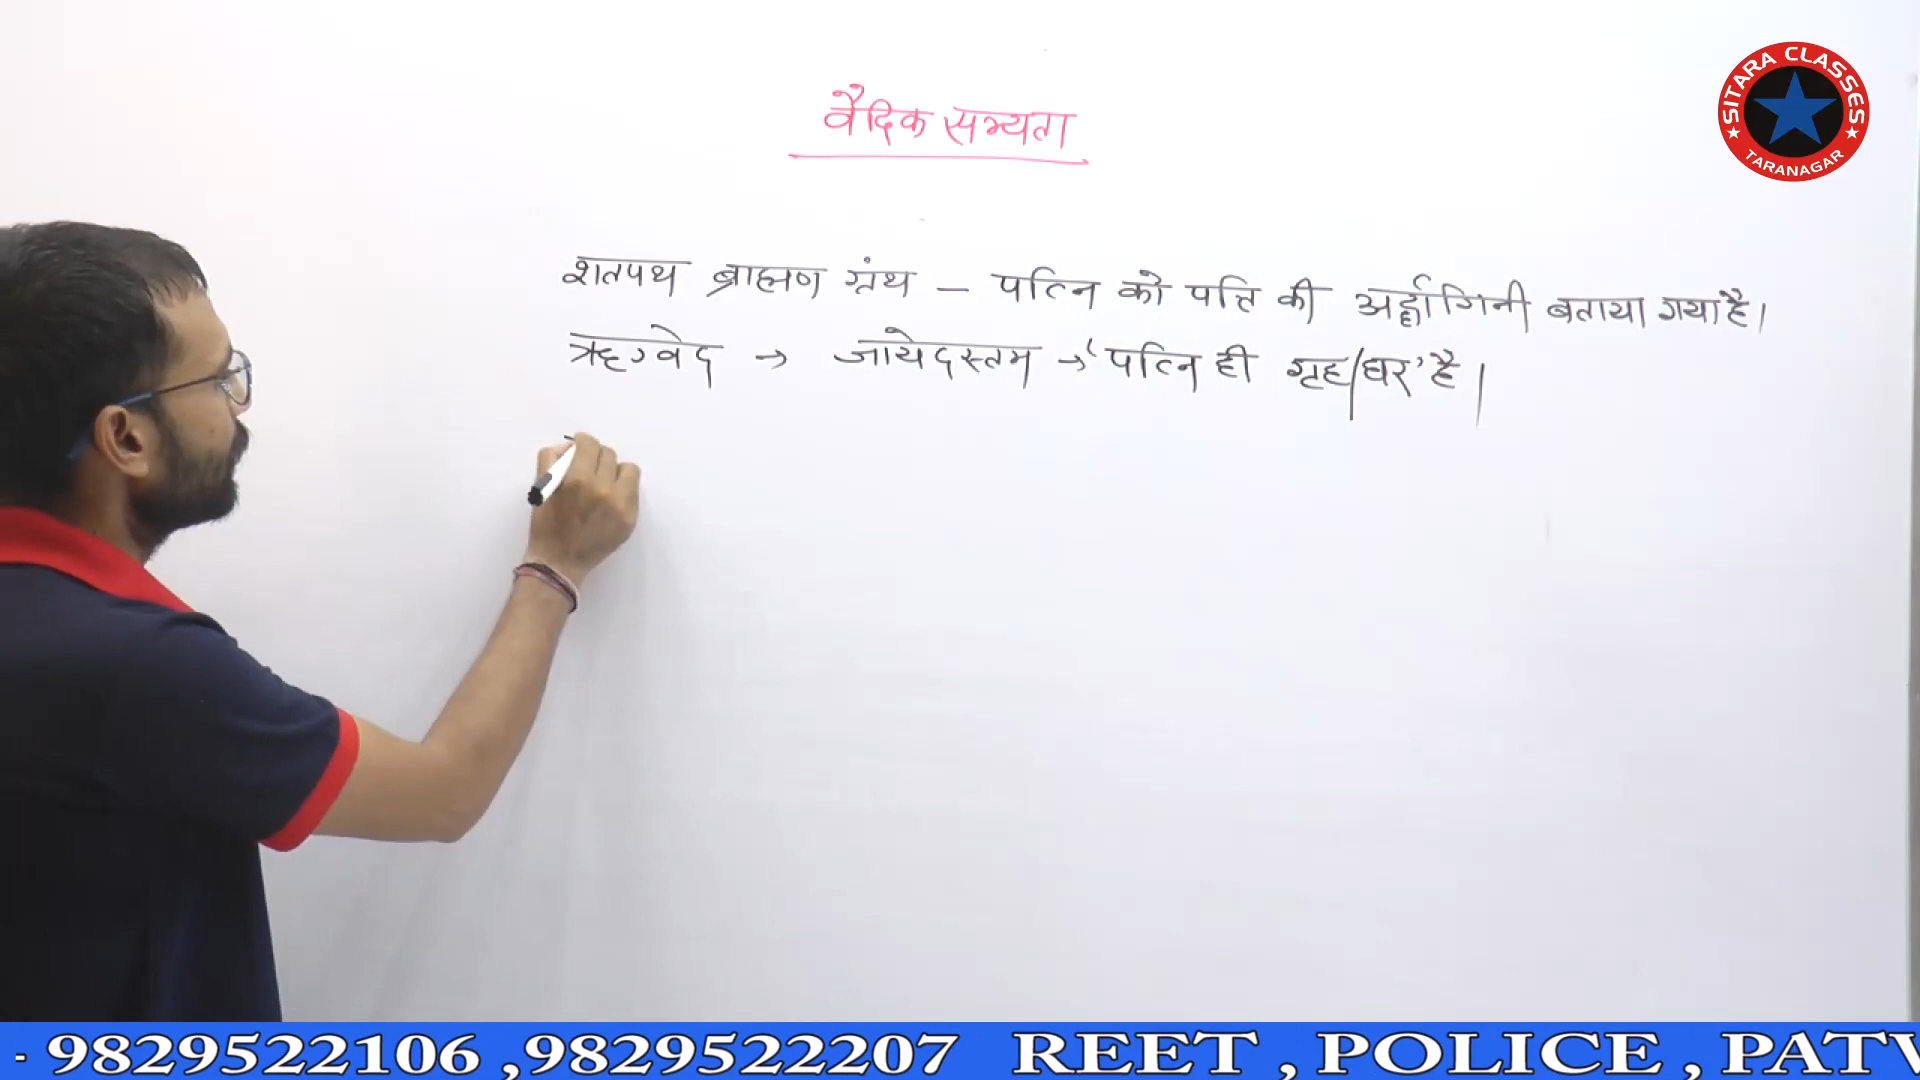 SITARA CLASSES
TARANAGAR
वैदिक सभ्यता
शतपथ ब्राह्मण ग्रंथ – पत्नि को पति की अर्द्धागिनी बताया गया है।
ऋग्वेद → जायेदस्तम → ‘पत्नि ही गृह/घर’ है।
- 9829522106 ,9829522207 REET , POLICE , PATV